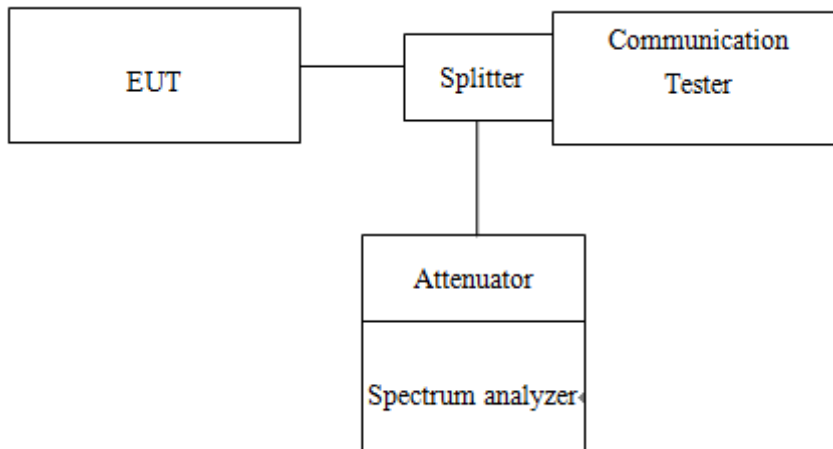 EUT
Splitter
Communication
Tester
Attenuator
Spectrum analyzer